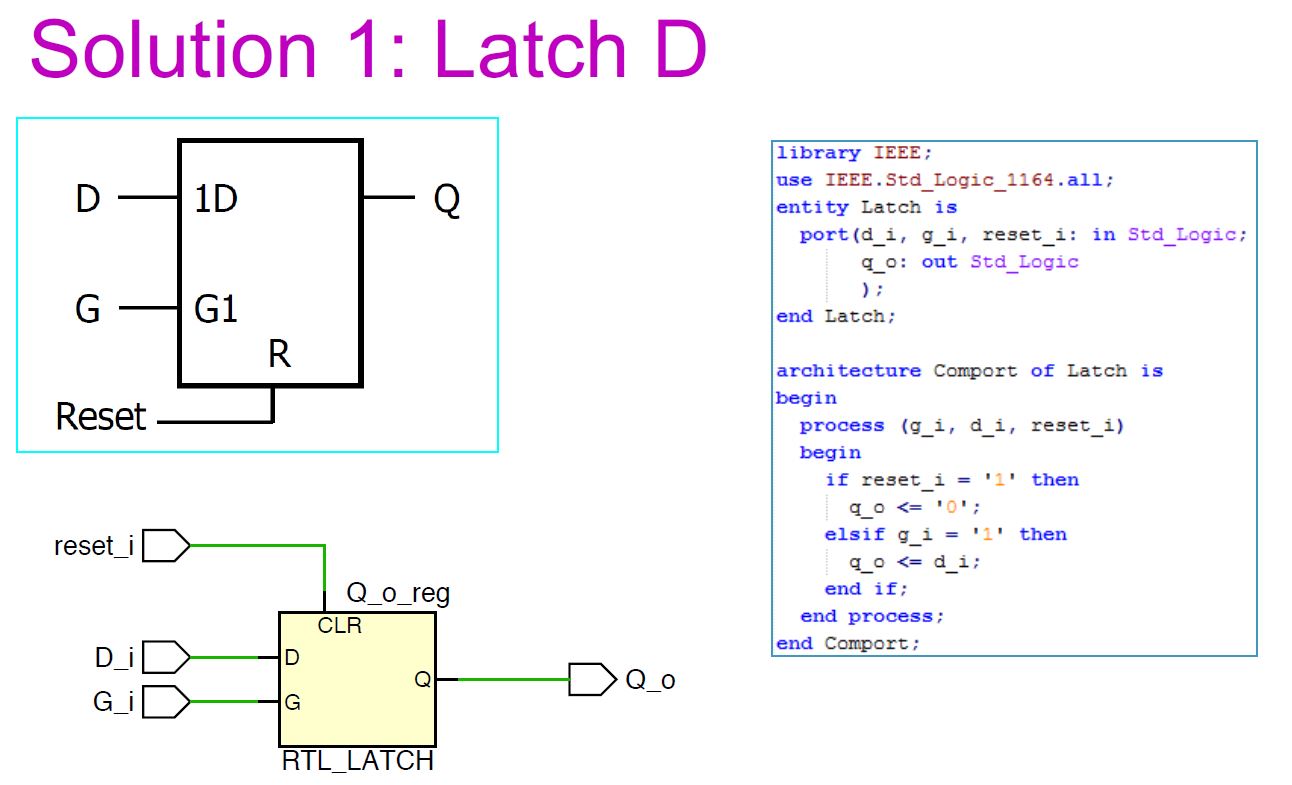 Solution 1: Latch D
D
1D
Q
G
G1
R
Reset
reset_i
Q_o_reg
CLR
D_i
D
Q
Q_o
G_i
G
RTL_LATCH
library IEEE;
use IEEE.Std_Logic_1164.all;
entity Latch is
port(d_i, g_i, reset_i: in Std_Logic;
q_o: out Std_Logic
);
end Latch;
architecture Comport of Latch is
begin
process (g_i, d_i, reset_i)
begin
if reset_i = '1' then
q_o <= '0';
elsif g_i = '1' then
q_o <= d_i;
end if;
end process;
end Comport;